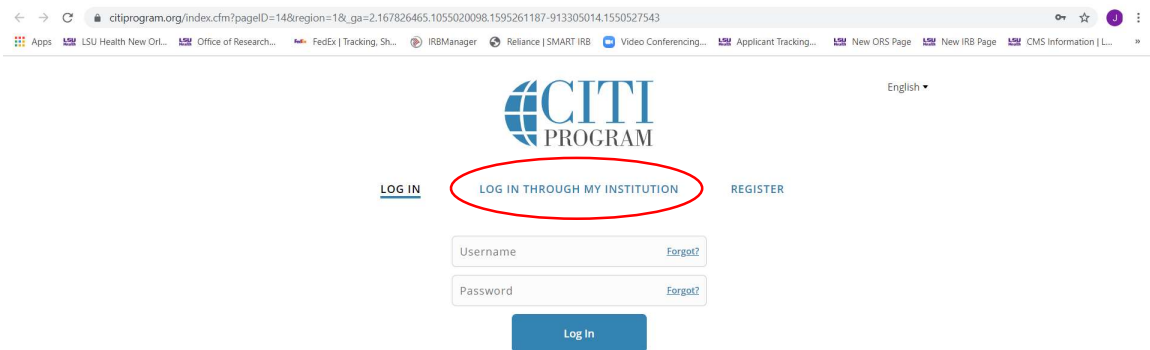 citiprogram.org/index.cfm?pageID=14&region=1&_ga=2.167826465.1055020098.1595261187-913305014.1550527543
J
Apps LSU Health New Orl... Office of Research... FedEx | Tracking, Sh... IRBManager Reliance | SMART IRB Video Conferencing... Applicant Tracking... New ORS Page New IRB Page CMS Information | L... »
English
CITI
PROGRAM
LOG IN LOG IN THROUGH MY INSTITUTION REGISTER
Username Forgot?
Password Forgot?
Log In